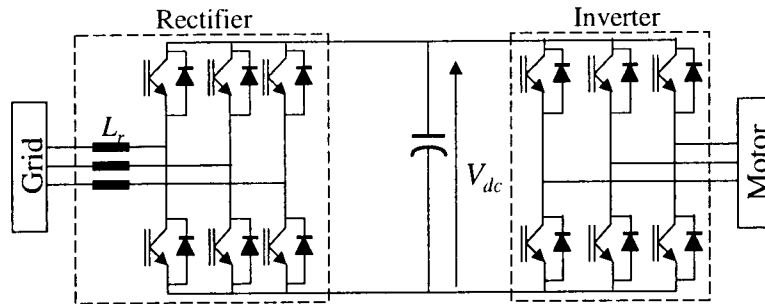 Rectifier
Inverter
Grid
L_r
V_dc
Motor